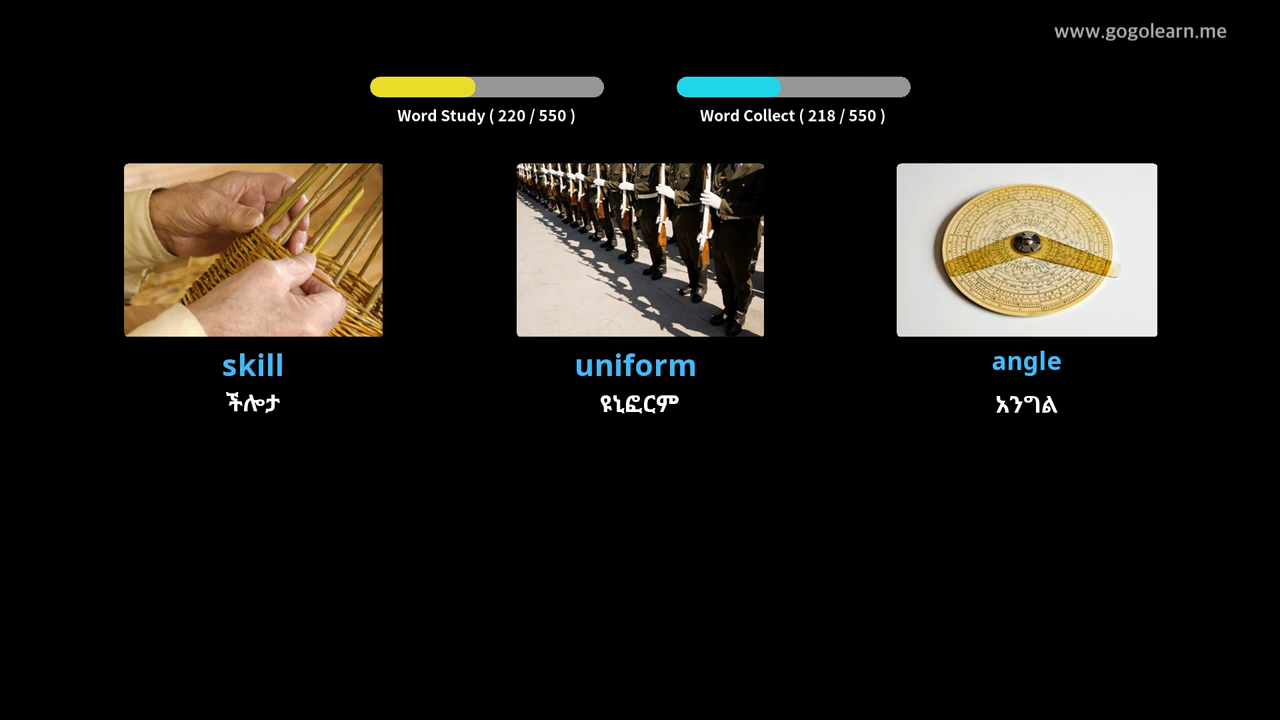 www.gogolearn.me
Word Study ( 220 / 550 )
Word Collect ( 218 / 550 )
skill
uniform
angle
ችሎታ
ዩኒፎርም
አንግል